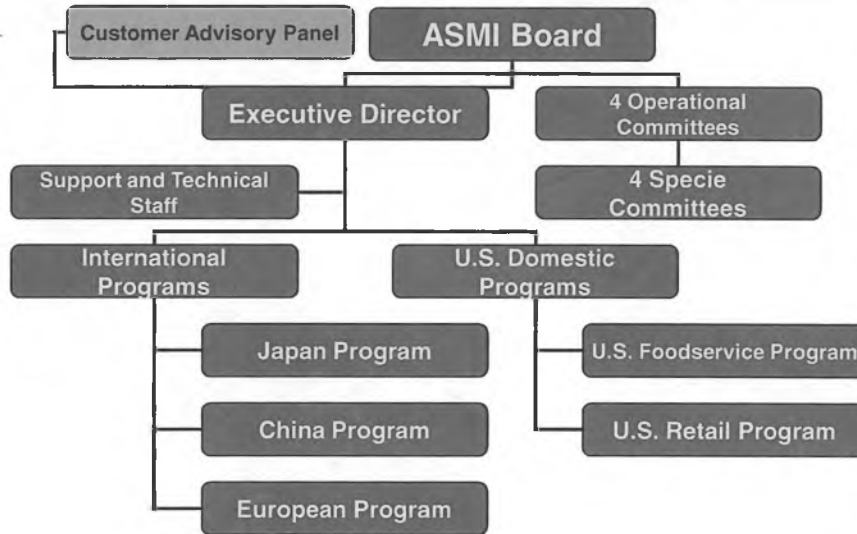 Customer Advisory Panel
ASMI Board
Executive Director
4 Operational
Committees
Support and Technical
Staff
4 Specie
Committees
International
Programs
U.S. Domestic
Programs
Japan Program
U.S. Foodservice Program
China Program
U.S. Retail Program
European Program